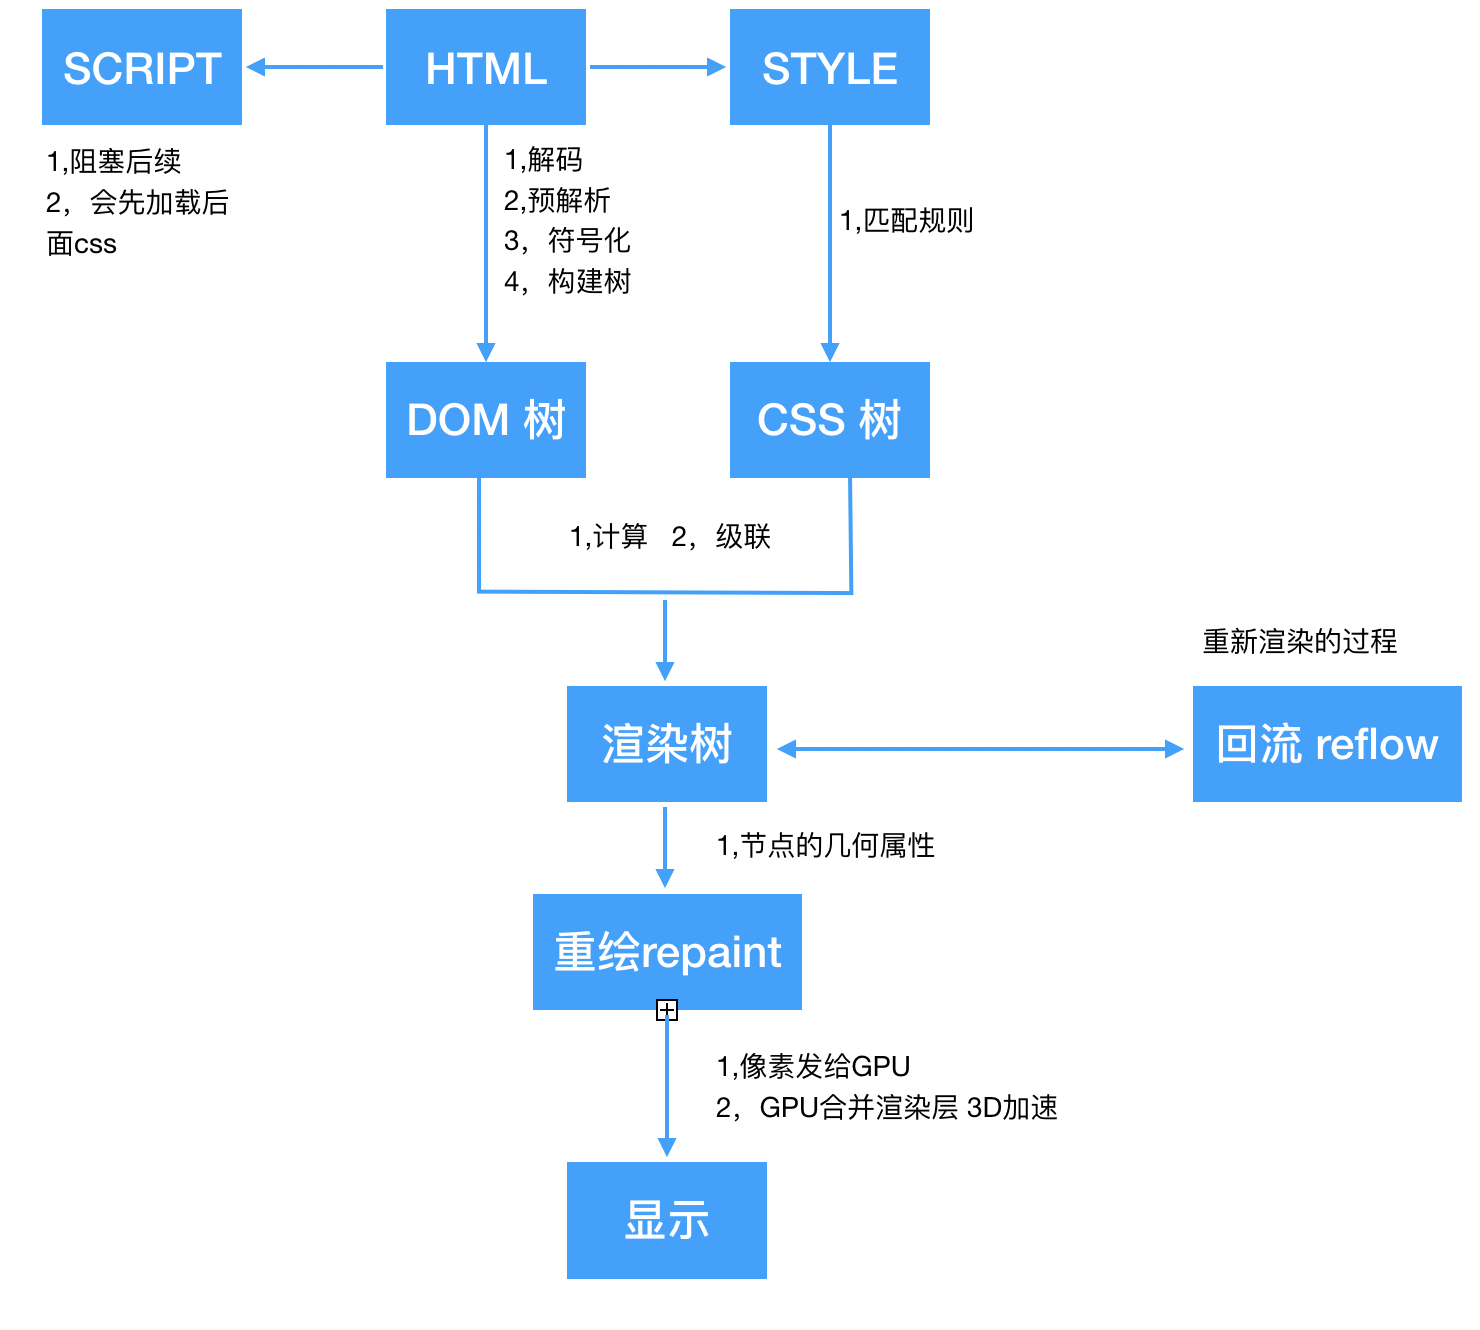 SCRIPT
HTML
STYLE
1,阻塞后续
2，会先加载后
面css
1,解码
2,预解析
3，符号化
4，构建树
1,匹配规则
DOM 树
CSS 树
1,计算 2，级联
重新渲染的过程
渲染树
回流 reflow
1,节点的几何属性
重绘repaint
1,像素发给GPU
2，GPU合并渲染层 3D加速
显示